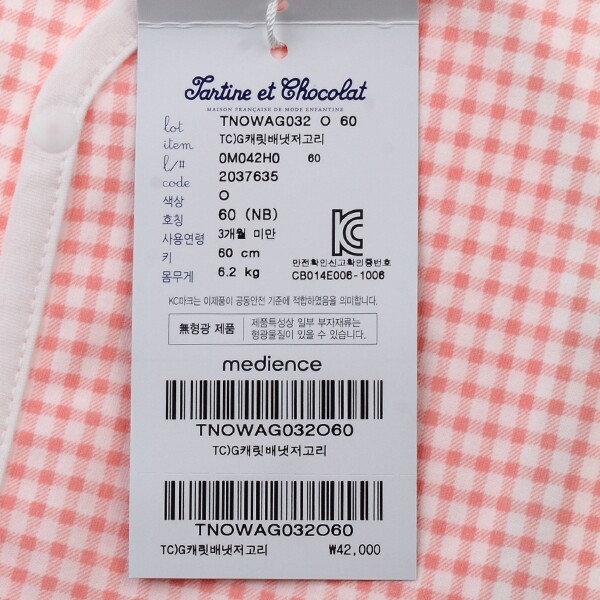 Tartine et Chocolat
MAISON FRANÇAISE DE MODE ENFANTINE
lot TNOWAG032 O 60
item TC)G캐릿배냇저고리
l/# 0M042H0 60
code 2037635
색상 O
호칭 60 (NB)
사용연령 3개월 미만
키 60 cm
몸무게 6.2 kg
안전확인신고확인증번호
CB014E006-1006
KC마크는 이제품이 공통안전 기준에 적합하였음을 의미합니다.
無형광 제품
제품특성상 일부 부자재류는
형광물질이 있을 수 있습니다.
medience
TNOWAG032O60
TC)G캐릿배냇저고리
TNOWAG032O60
TC)G캐릿배냇저고리 ₩42,000